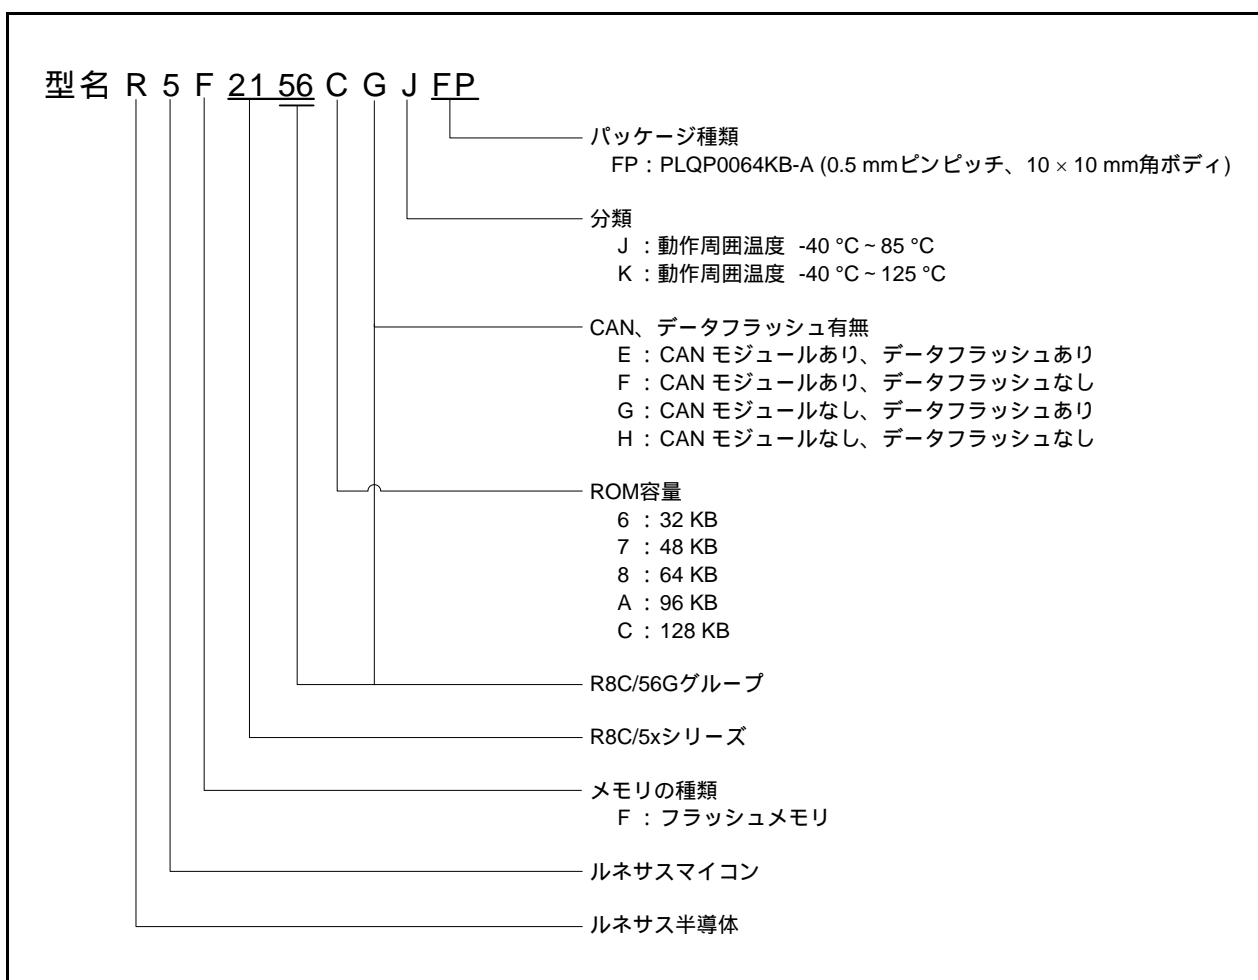 型名 R 5 F 21 56 C G J FP
パッケージ種類
FP : PLQP0064KB-A (0.5 mmピンピッチ、10 × 10 mm角ボディ)
分類
J : 動作周囲温度 -40 °C ~ 85 °C
K : 動作周囲温度 -40 °C ~ 125 °C
CAN、データフラッシュ有無
E : CAN モジュールあり、データフラッシュあり
F : CAN モジュールあり、データフラッシュなし
G : CAN モジュールなし、データフラッシュあり
H : CAN モジュールなし、データフラッシュなし
ROM容量
6 : 32 KB
7 : 48 KB
8 : 64 KB
A : 96 KB
C : 128 KB
R8C/56Gグループ
R8C/5xシリーズ
メモリの種類
F : フラッシュメモリ
ルネサスマイコン
ルネサス半導体